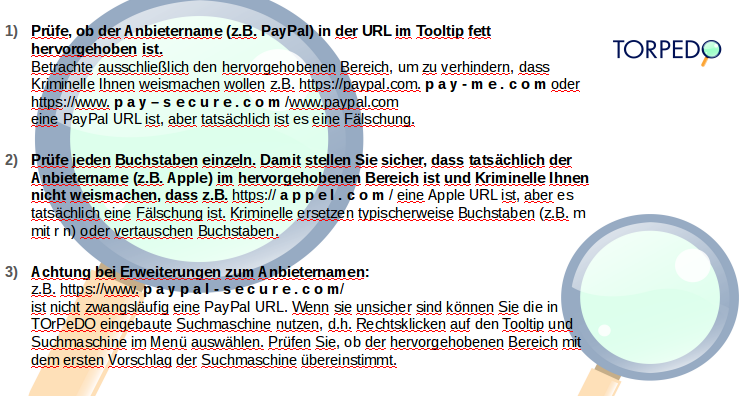 1) Prüfe, ob der Anbietername (z.B. PayPal) in der URL im Tooltip fett
hervorgehoben ist.
Betrachte ausschließlich den hervorgehobenen Bereich, um zu verhindern, dass
Kriminelle Ihnen weismachen wollen z.B. https://paypal.com. p a y - m e . c o m oder
https://www. p a y – s e c u r e . c o m /www.paypal.com
eine PayPal URL ist, aber tatsächlich ist es eine Fälschung.
TORPEDO
2) Prüfe jeden Buchstaben einzeln. Damit stellen Sie sicher, dass tatsächlich der
Anbietername (z.B. Apple) im hervorgehobenen Bereich ist und Kriminelle Ihnen
nicht weismachen, dass z.B. https:// a p p e l . c o m / eine Apple URL ist, aber es
tatsächlich eine Fälschung ist. Kriminelle ersetzen typischerweise Buchstaben (z.B. m
mit r n) oder vertauschen Buchstaben.
3) Achtung bei Erweiterungen zum Anbieternamen:
z.B. https://www. p a y p a l - s e c u r e . c o m/
ist nicht zwangsläufig eine PayPal URL. Wenn sie unsicher sind können Sie die in
TOrPeDO eingebaute Suchmaschine nutzen, d.h. Rechtsklicken auf den Tooltip und
Suchmaschine im Menü auswählen. Prüfen Sie, ob der hervorgehobenen Bereich mit
dem ersten Vorschlag der Suchmaschine übereinstimmt.